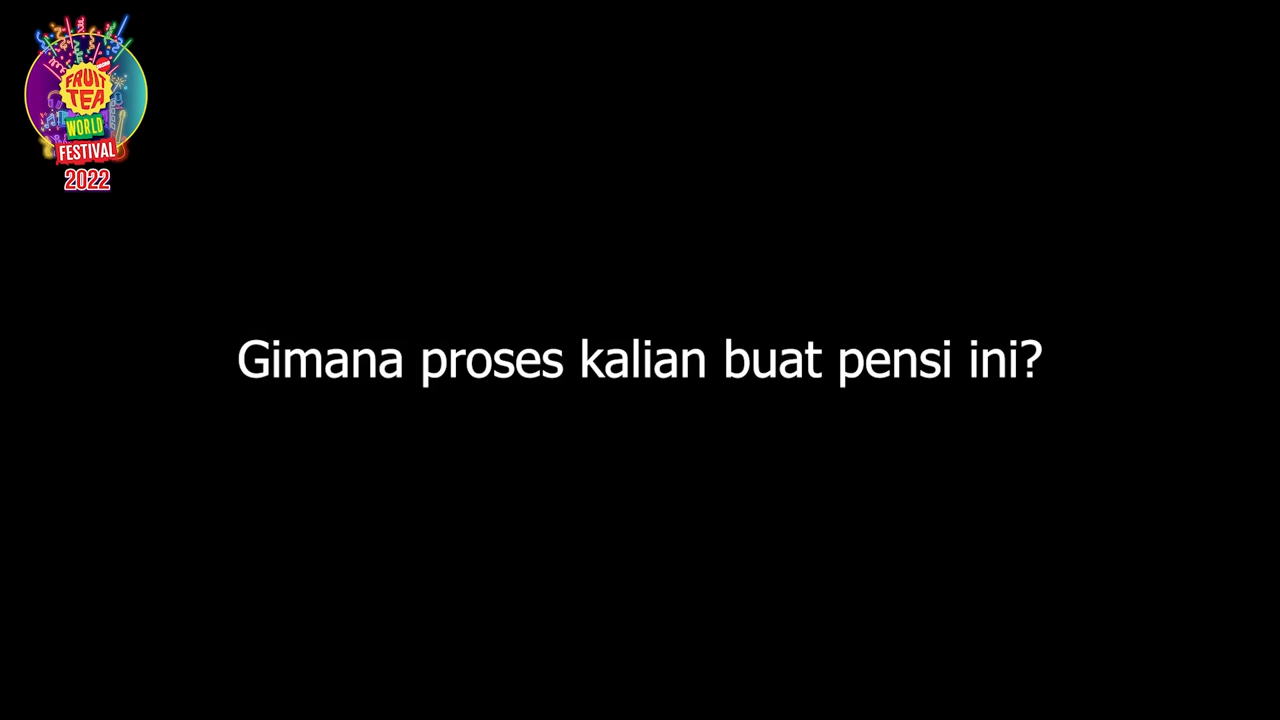 FRUIT
TEA
WORLD
FESTIVAL
2022
Gimana proses kalian buat pensi ini?